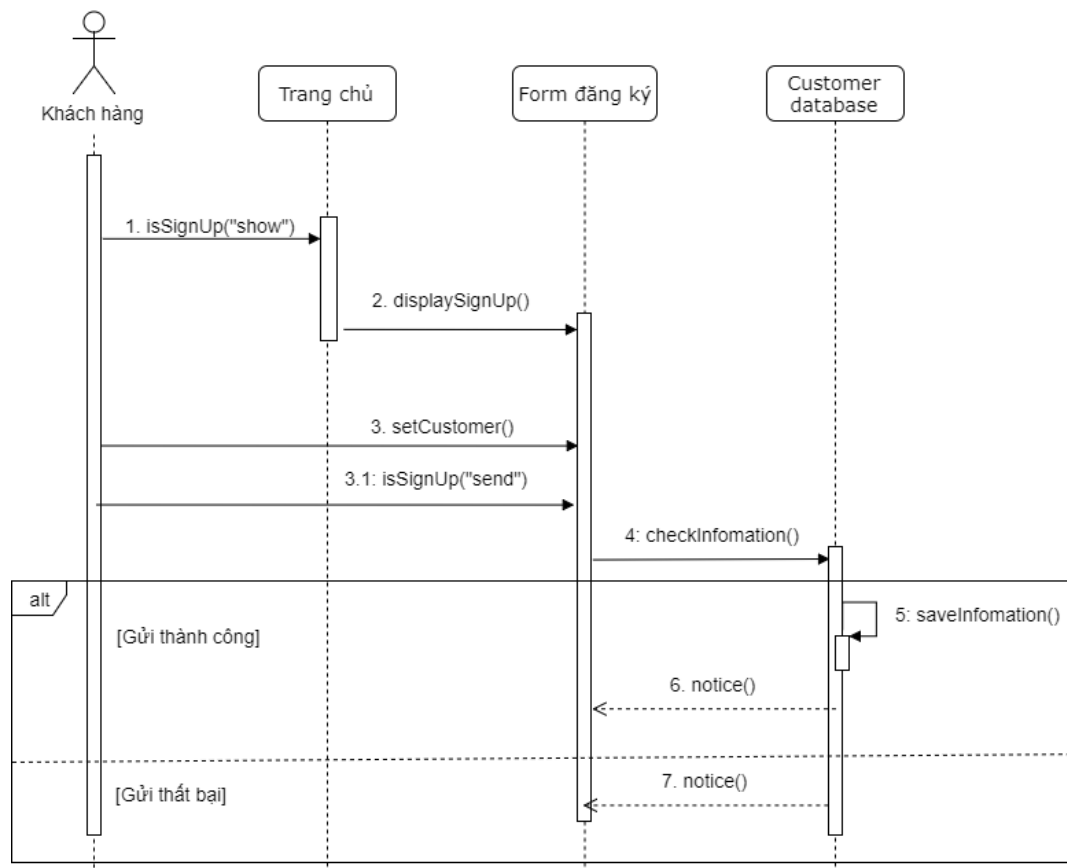 Khách hàng
Trang chủ
Form đăng ký
Customer
database
1. isSignUp("show")
2. displaySignUp()
3. setCustomer()
3.1: isSignUp("send")
4: checkInfomation()
alt
[Gửi thành công]
5: saveInfomation()
6. notice()
[Gửi thất bại]
7. notice()